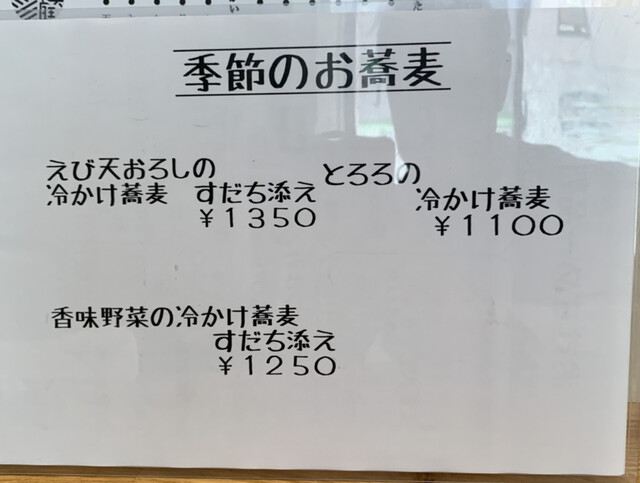 季節のお蕎麦
えび天おろしの
冷かけ蕎麦 すだち添え
¥1350
とろろの
冷かけ蕎麦
¥1100
香味野菜の冷かけ蕎麦
すだち添え
¥1250